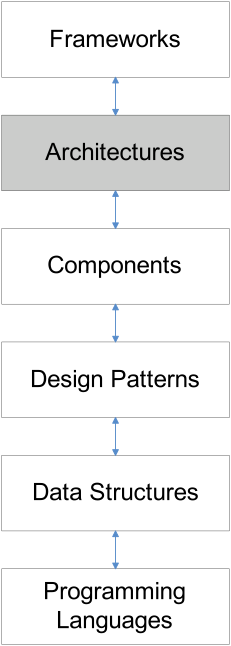 Frameworks
Architectures
Components
Design Patterns
Data Structures
Programming
Languages